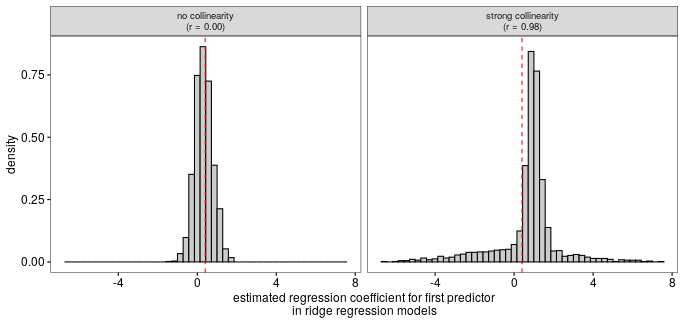 no collinearity
(r = 0.00)
strong collinearity
(r = 0.98)
density
0.75
0.50
0.25
0.00
-4
0
4
8
-4
0
4
8
estimated regression coefficient for first predictor
in ridge regression models